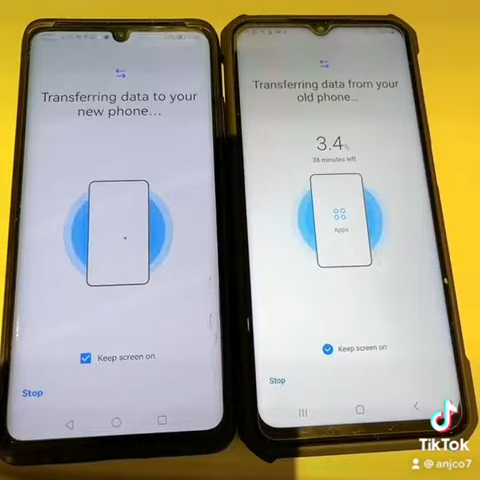 Transferring data to your
new phone...
Keep screen on
Stop
Transferring data from your
old phone...
3.4%
38 minutes left
Apps
Keep screen on
Stop
TikTok
@anjco7